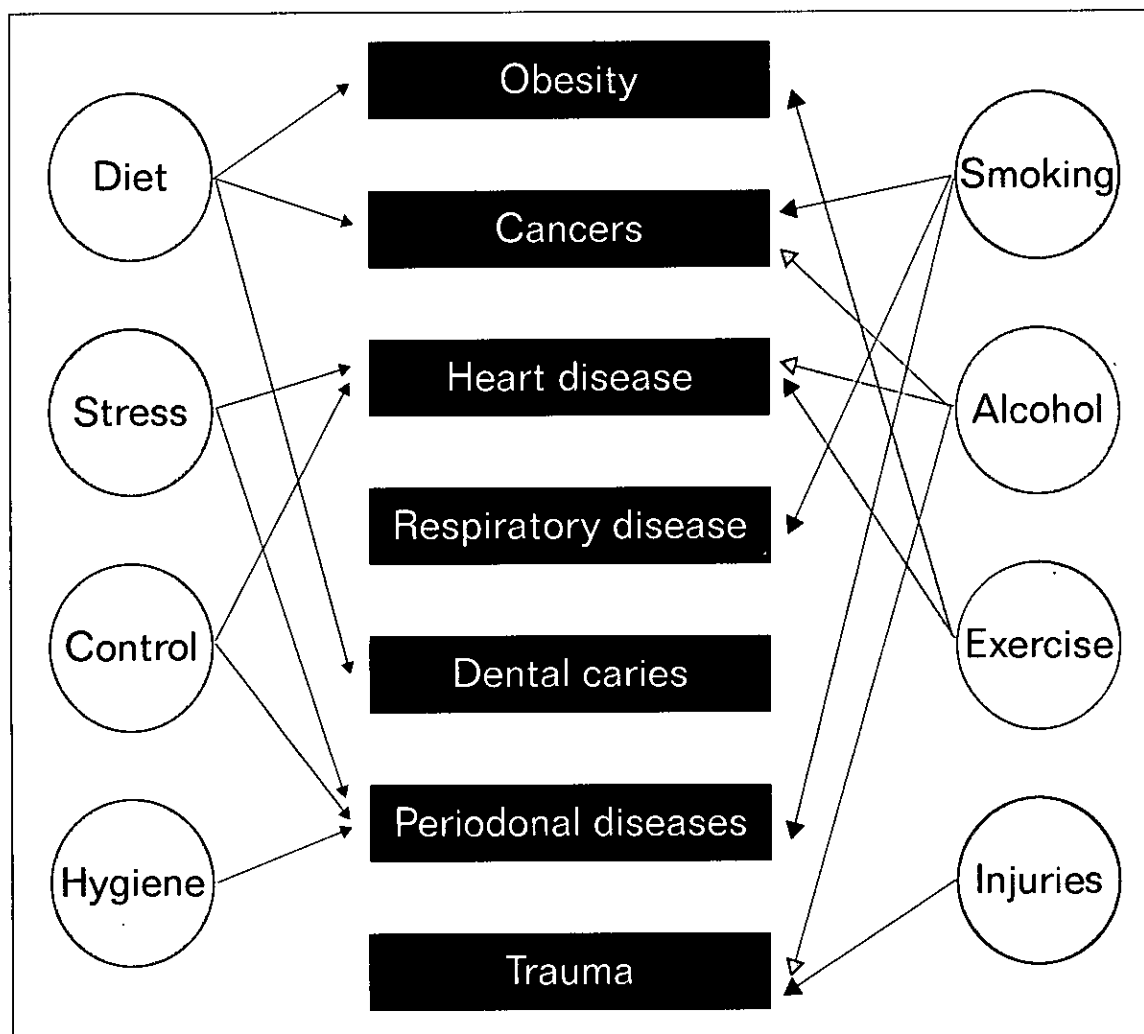 Obesity
Diet
Smoking
Cancers
Heart disease
Stress
Alcohol
Respiratory disease
Control
Exercise
Dental caries
Periodonal diseases
Hygiene
Injuries
Trauma